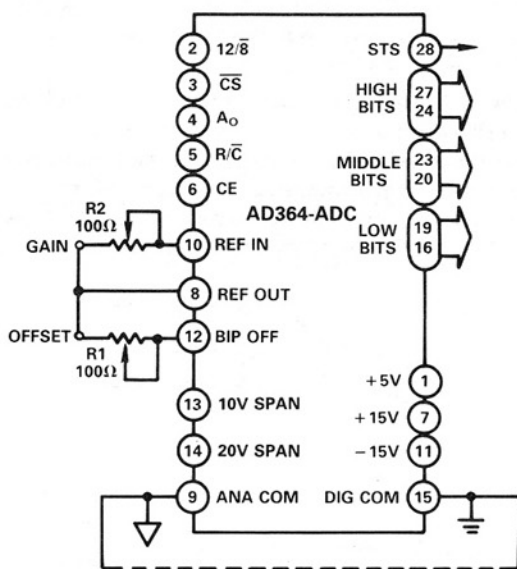 2 12/8̅
3 C̅S̅
4 AO
5 R/C̅
6 CE
R2
100Ω
GAIN
10 REF IN
8 REF OUT
OFFSET
R1
100Ω
12 BIP OFF
13 10V SPAN
14 20V SPAN
9 ANA COM
AD364-ADC
STS 28
HIGH
BITS
27
24
MIDDLE
BITS
23
20
LOW
BITS
19
16
+5V 1
+15V 7
−15V 11
DIG COM 15